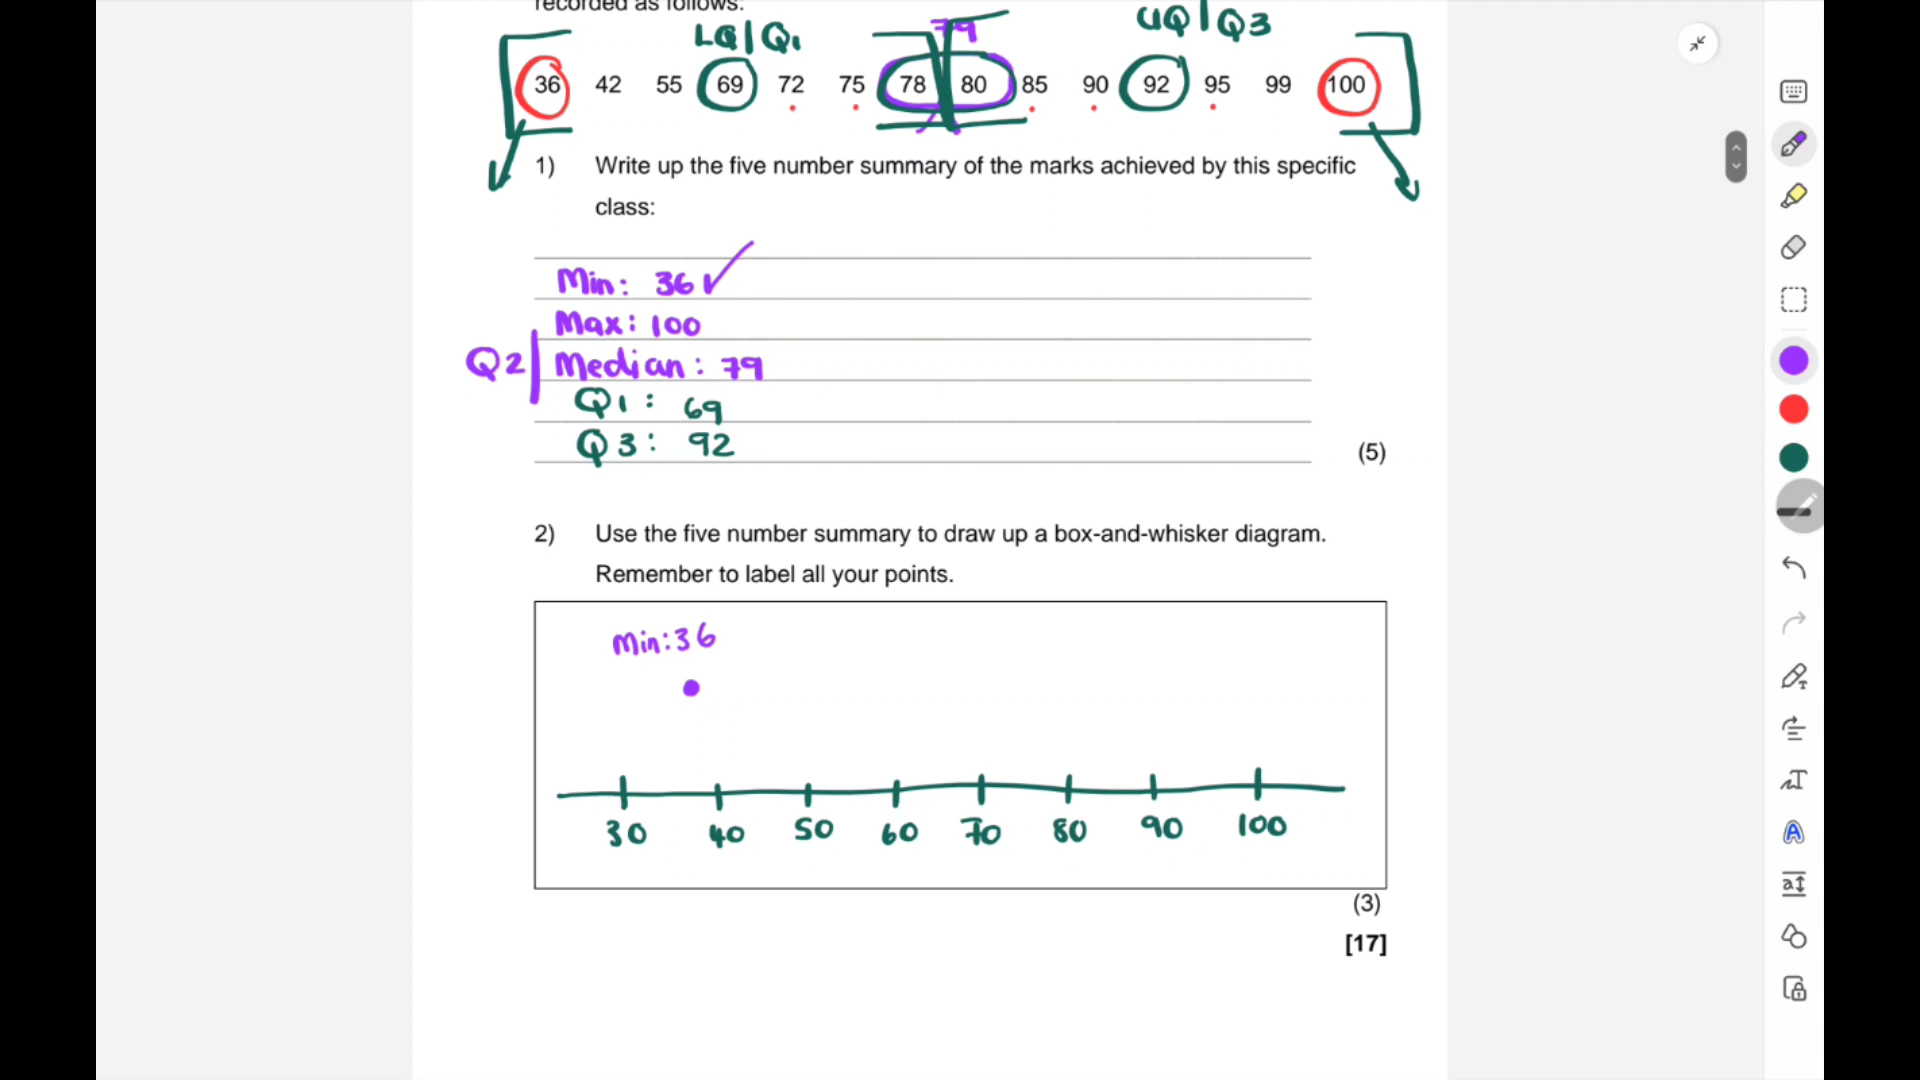 recorded as follows:
LQ|Q1 79 UQ|Q3
36 42 55 69 72 75 78 80 85 90 92 95 99 100
1) Write up the five number summary of the marks achieved by this specific
class:
Min: 36
Max: 100
Q2 Median: 79
Q1: 69
Q3: 92
(5)
2) Use the five number summary to draw up a box-and-whisker diagram.
Remember to label all your points.
Min:36
30 40 50 60 70 80 90 100
(3)
[17]